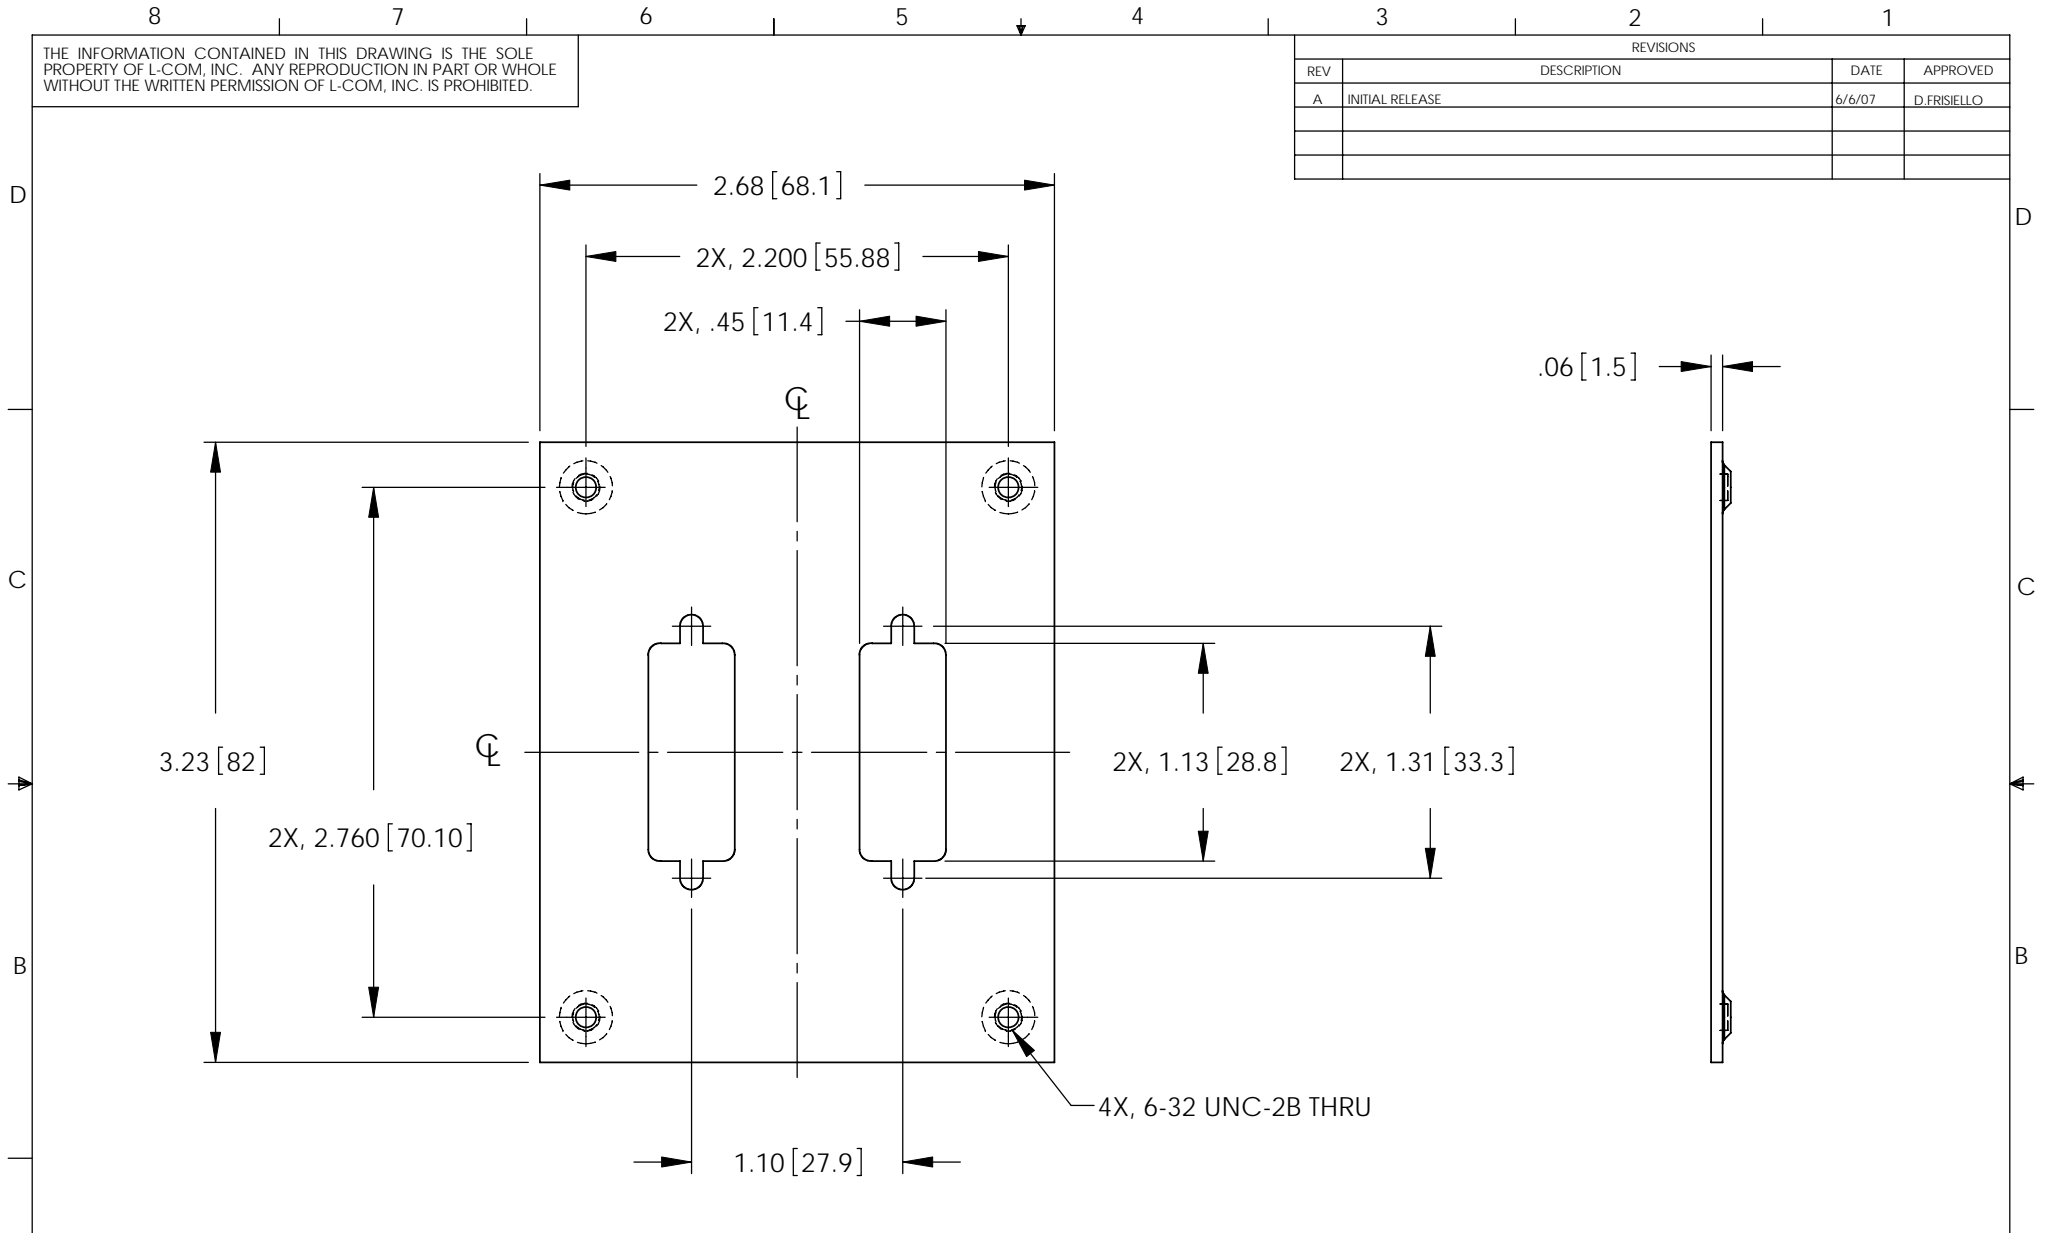 8 7 6 5 4 3 2 1
THE INFORMATION CONTAINED IN THIS DRAWING IS THE SOLE
PROPERTY OF L-COM, INC. ANY REPRODUCTION IN PART OR WHOLE
WITHOUT THE WRITTEN PERMISSION OF L-COM, INC. IS PROHIBITED.
REVISIONS
REV DESCRIPTION DATE APPROVED
A INITIAL RELEASE 6/6/07 D.FRISIELLO
D
2.68 [68.1]
D
2X, 2.200 [55.88]
2X, .45 [11.4]
.06 [1.5]
℄
C
C
℄
3.23 [82]
2X, 1.13 [28.8]
2X, 1.31 [33.3]
2X, 2.760 [70.10]
B
B
4X, 6-32 UNC-2B THRU
1.10 [27.9]